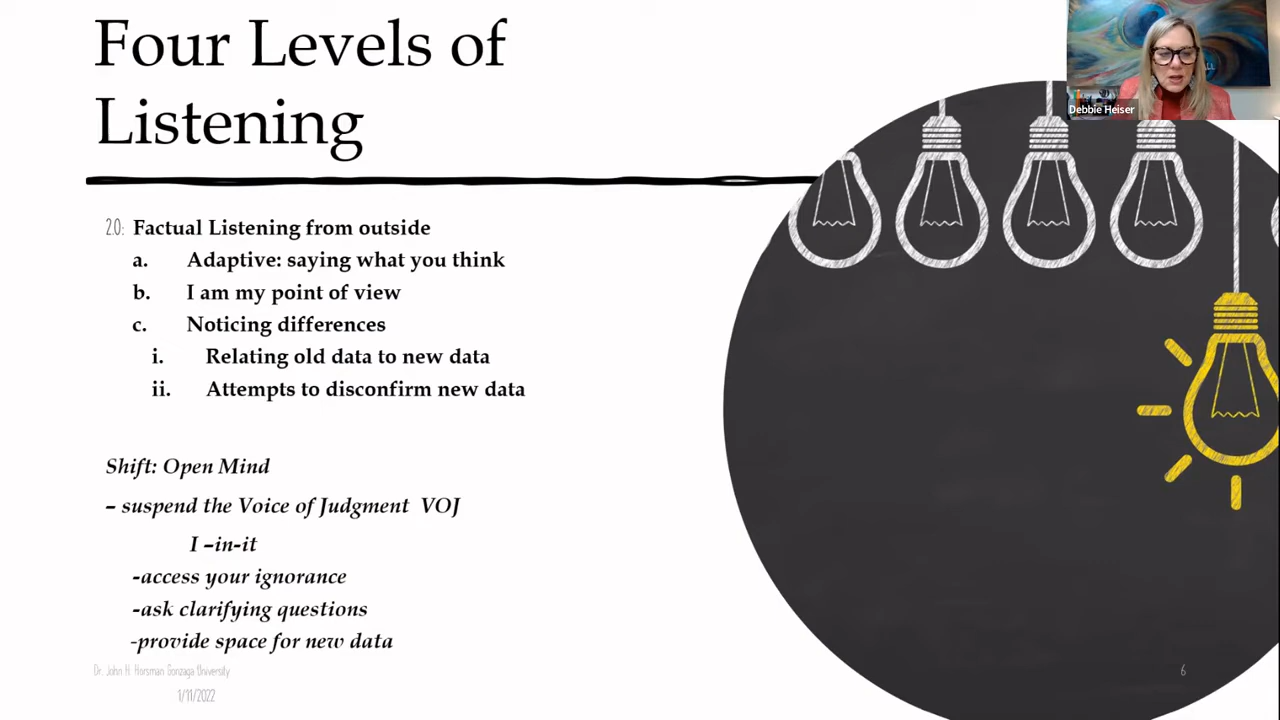 Four Levels of
Listening
Debbie Heiser
2.0: Factual Listening from outside
a. Adaptive: saying what you think
b. I am my point of view
c. Noticing differences
i. Relating old data to new data
ii. Attempts to disconfirm new data
Shift: Open Mind
– suspend the Voice of Judgment VOJ
I –in-it
-access your ignorance
-ask clarifying questions
-provide space for new data
Dr. John H. Horsman Gonzaga University
6
1/11/2022